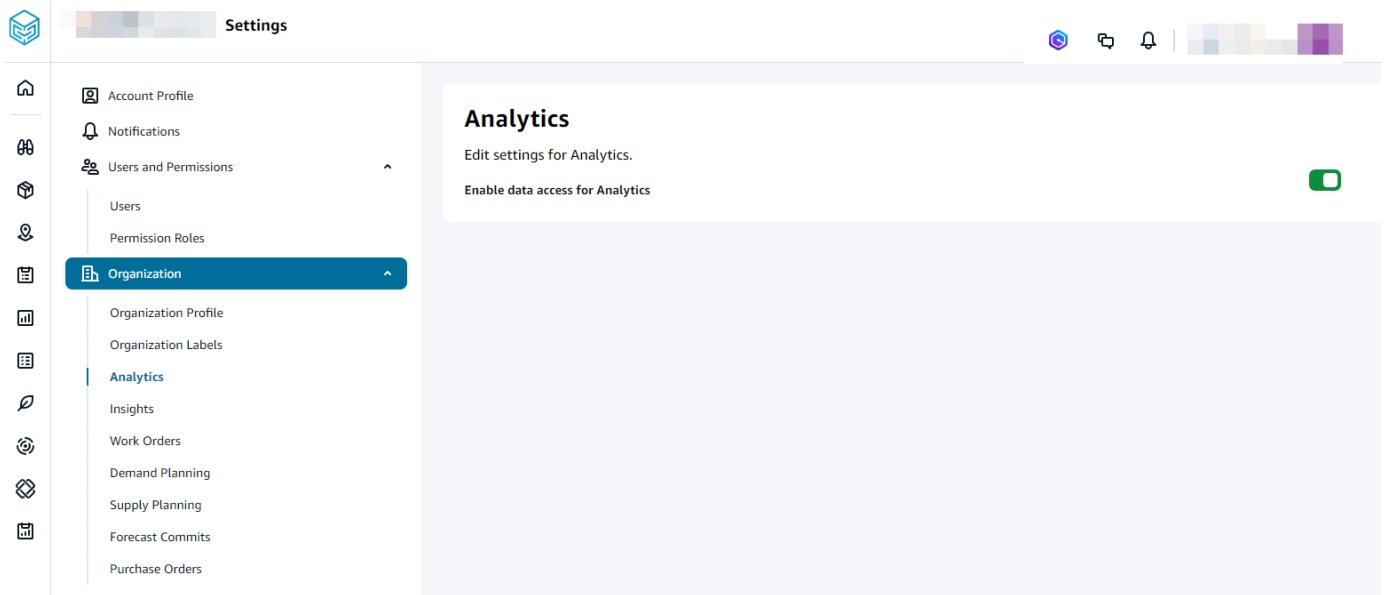 Settings
Account Profile
Notifications
Users and Permissions
Users
Permission Roles
Organization
Organization Profile
Organization Labels
Analytics
Insights
Work Orders
Demand Planning
Supply Planning
Forecast Commits
Purchase Orders
Analytics
Edit settings for Analytics.
Enable data access for Analytics